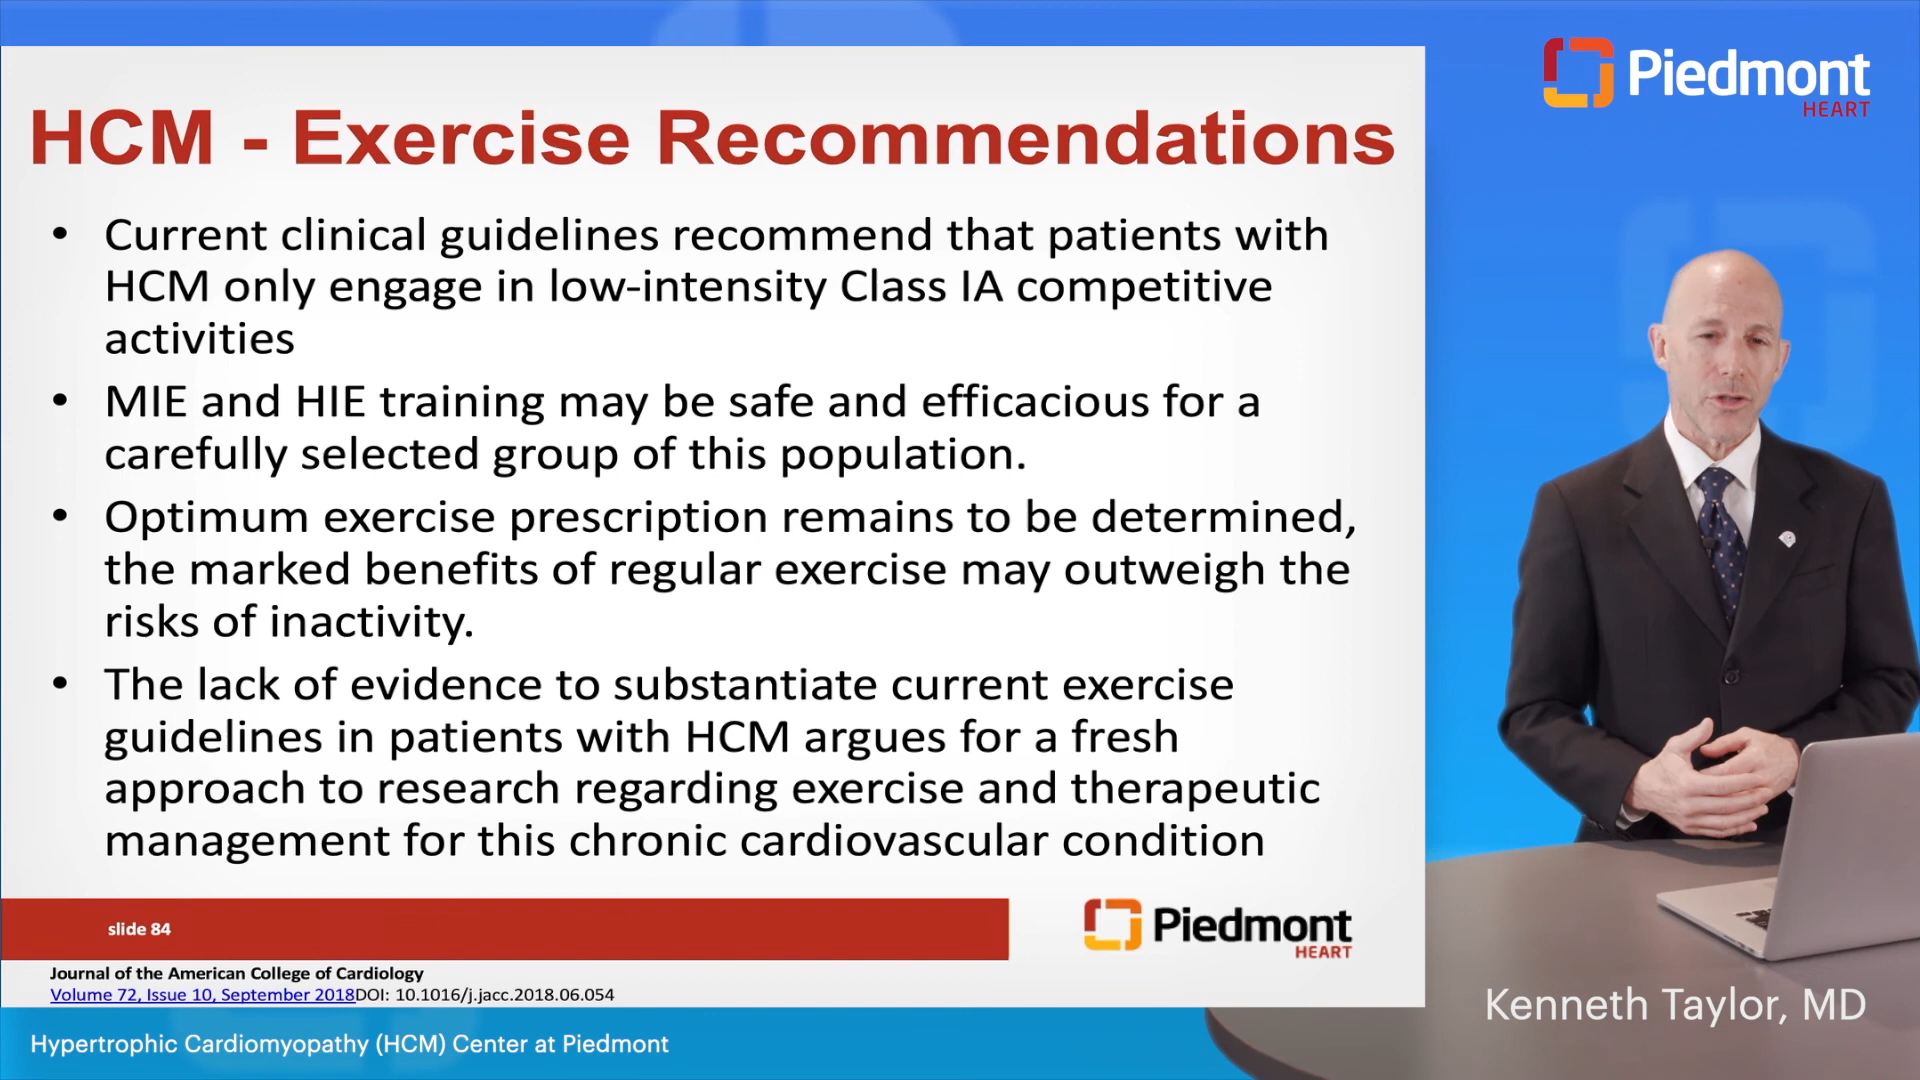 Piedmont
HEART
HCM - Exercise Recommendations
• Current clinical guidelines recommend that patients with
HCM only engage in low-intensity Class IA competitive
activities
• MIE and HIE training may be safe and efficacious for a
carefully selected group of this population.
• Optimum exercise prescription remains to be determined,
the marked benefits of regular exercise may outweigh the
risks of inactivity.
• The lack of evidence to substantiate current exercise
guidelines in patients with HCM argues for a fresh
approach to research regarding exercise and therapeutic
management for this chronic cardiovascular condition
slide 84
Piedmont
HEART
Journal of the American College of Cardiology
Volume 72, Issue 10, September 2018DOI: 10.1016/j.jacc.2018.06.054
Kenneth Taylor, MD
Hypertrophic Cardiomyopathy (HCM) Center at Piedmont